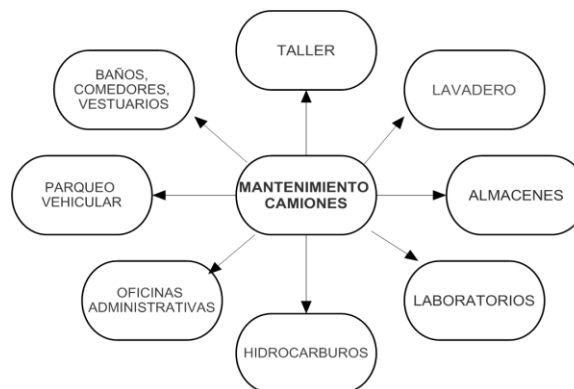 TALLER
BAÑOS,
COMEDORES,
VESTUARIOS
LAVADERO
PARQUEO
VEHICULAR
MANTENIMIENTO
CAMIONES
ALMACENES
OFICINAS
ADMINISTRATIVAS
LABORATORIOS
HIDROCARBUROS